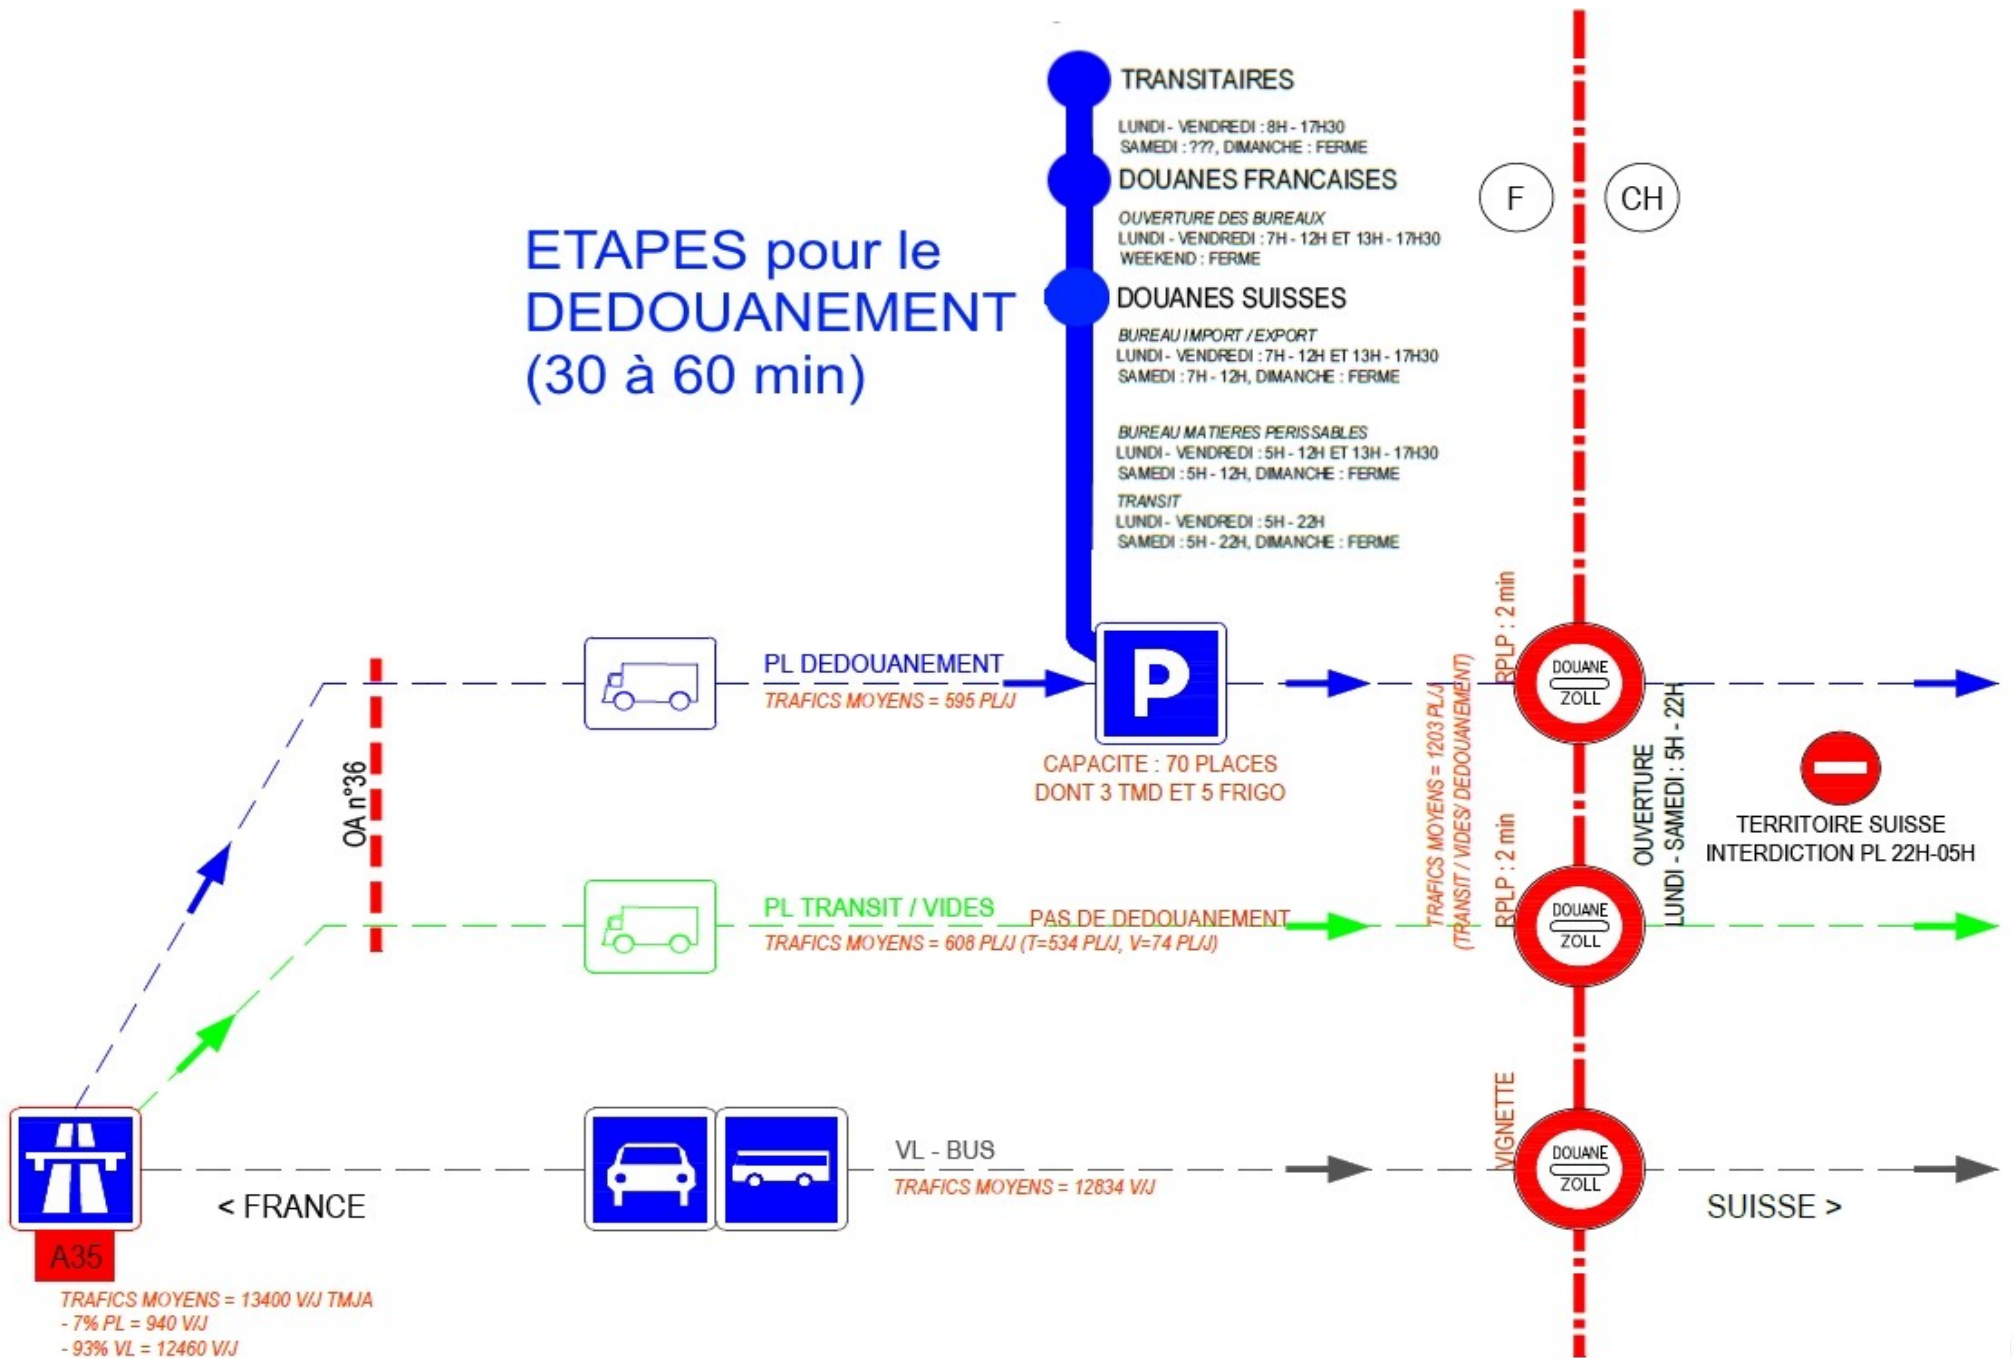 TRANSITAIRES
LUNDI - VENDREDI : 8H - 17H30
SAMEDI : ???, DIMANCHE : FERME
DOUANES FRANCAISES
OUVERTURE DES BUREAUX
LUNDI - VENDREDI : 7H - 12H ET 13H - 17H30
WEEKEND : FERME
DOUANES SUISSES
BUREAU IMPORT / EXPORT
LUNDI - VENDREDI : 7H - 12H ET 13H - 17H30
SAMEDI : 7H - 12H, DIMANCHE : FERME
BUREAU MATIERES PERISSABLES
LUNDI - VENDREDI : 5H - 12H ET 13H - 17H30
SAMEDI : 5H - 12H, DIMANCHE : FERME
TRANSIT
LUNDI - VENDREDI : 5H - 22H
SAMEDI : 5H - 22H, DIMANCHE : FERME
ETAPES pour le
DEDOUANEMENT
(30 à 60 min)
F
CH
OA n°36
PL DEDOUANEMENT
TRAFICS MOYENS = 595 PL/J
P
CAPACITE : 70 PLACES
DONT 3 TMD ET 5 FRIGO
TRAFICS MOYENS = 1203 PL/J
(TRANSIT / VIDES/ DEDOUANEMENT)
RPLP : 2 min
DOUANE
ZOLL
OUVERTURE
LUNDI - SAMEDI : 5H - 22H
TERRITOIRE SUISSE
INTERDICTION PL 22H-05H
PL TRANSIT / VIDES
PAS DE DEDOUANEMENT
TRAFICS MOYENS = 608 PL/J (T=534 PL/J, V=74 PL/J)
RPLP : 2 min
DOUANE
ZOLL
VL - BUS
TRAFICS MOYENS = 12834 V/J
VIGNETTE
DOUANE
ZOLL
< FRANCE
SUISSE >
A35
TRAFICS MOYENS = 13400 V/J TMJA
- 7% PL = 940 V/J
- 93% VL = 12460 V/J